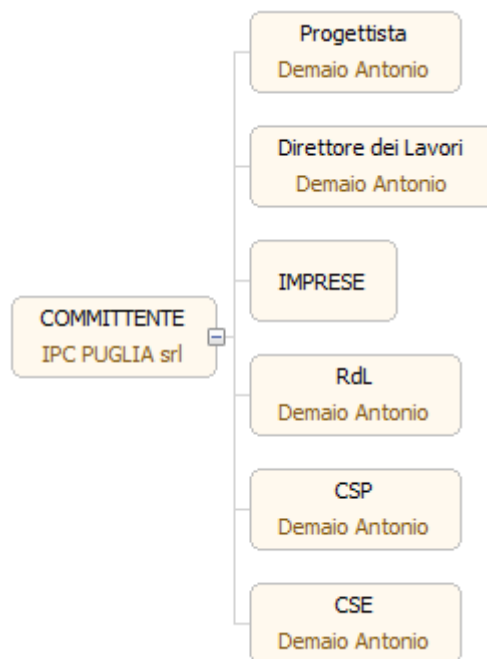 Progettista
Demaio Antonio
Direttore dei Lavori
Demaio Antonio
IMPRESE
COMMITTENTE
IPC PUGLIA srl
RdL
Demaio Antonio
CSP
Demaio Antonio
CSE
Demaio Antonio